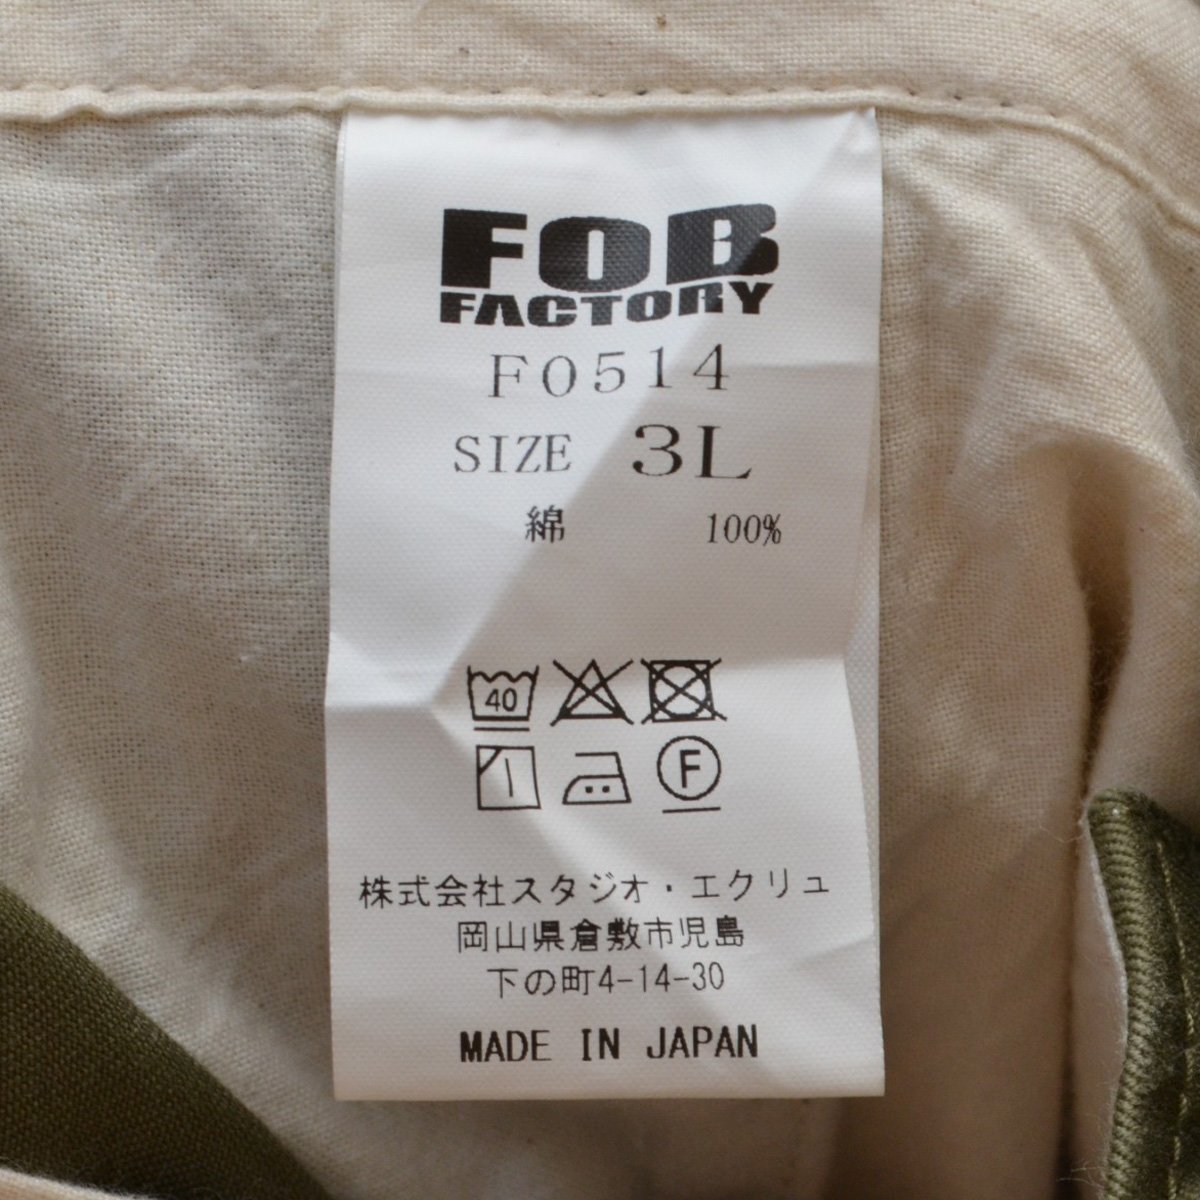 FOB
FACTORY
F0514
SIZE 3L
綿 100%
40
F
株式会社スタジオ・エクリュ
岡山県倉敷市児島
下の町4-14-30
MADE IN JAPAN